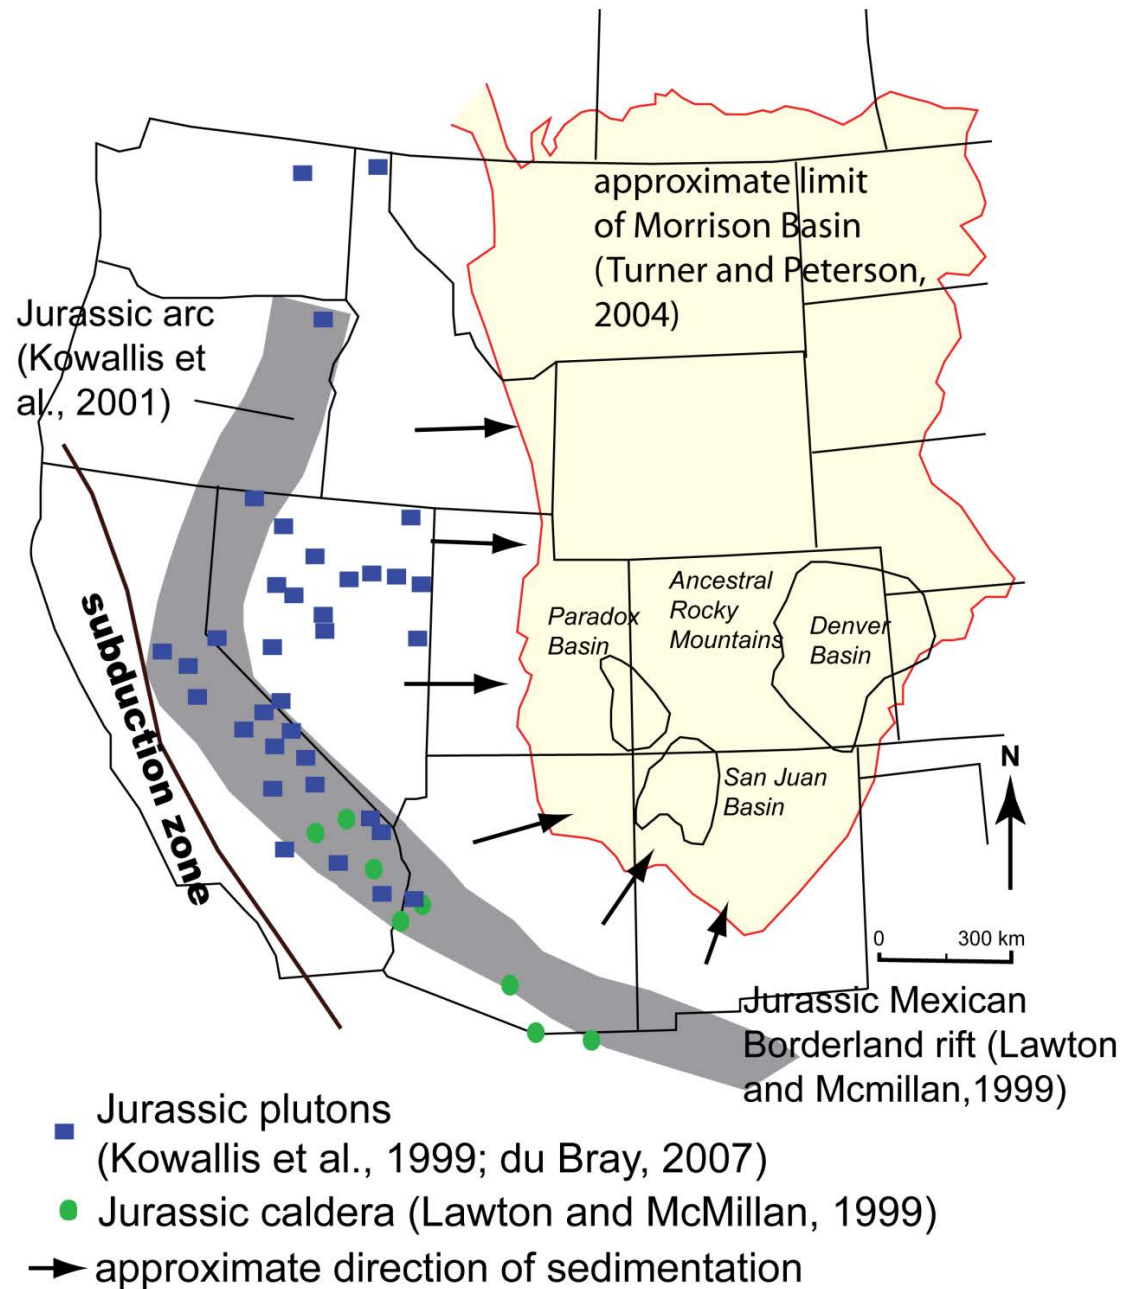 approximate limit
of Morrison Basin
(Turner and Peterson,
2004)
Jurassic arc
(Kowallis et
al., 2001)
subduction zone
Paradox
Basin
Ancestral
Rocky
Mountains
Denver
Basin
San Juan
Basin
N
0 300 km
Jurassic Mexican
Borderland rift (Lawton
and Mcmillan,1999)
Jurassic plutons
(Kowallis et al., 1999; du Bray, 2007)
Jurassic caldera (Lawton and McMillan, 1999)
approximate direction of sedimentation